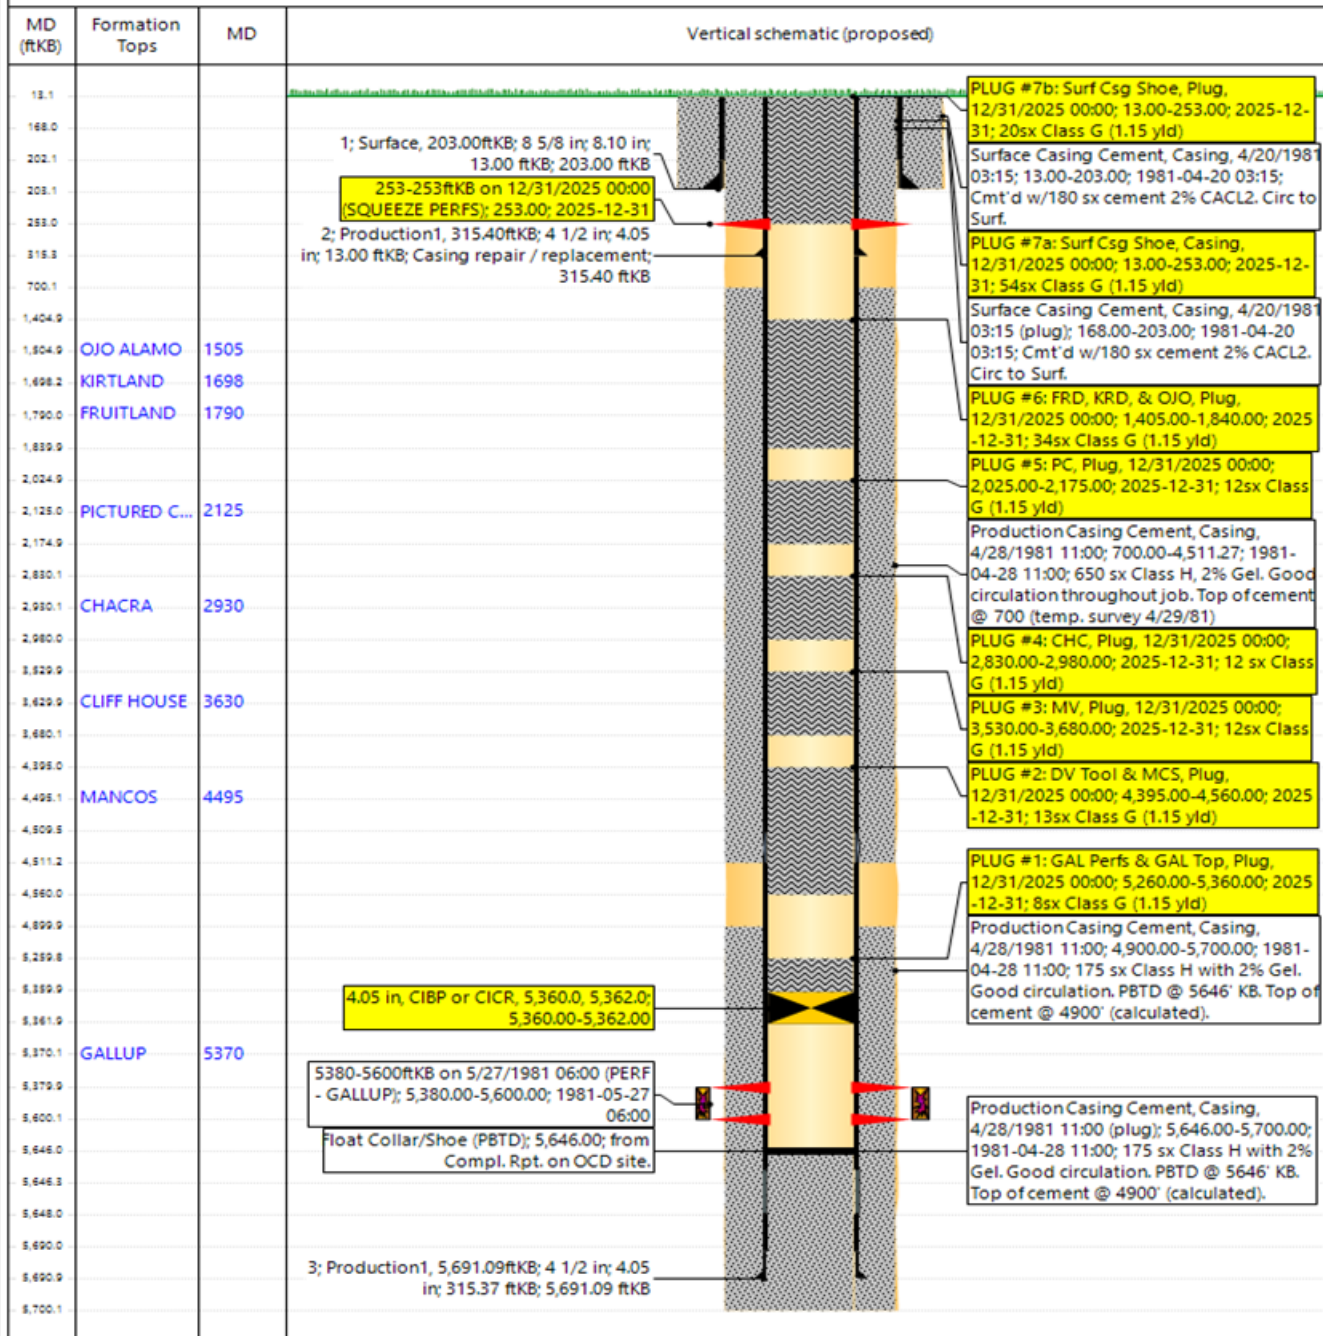 MD
(ftKB)
Formation
Tops
MD
Vertical schematic (proposed)
13.1
168.0
202.1
203.1
253.0
315.3
700.1
1,404.9
1,504.9
1,698.2
1,790.0
1,839.9
2,024.9
2,125.0
2,174.9
2,830.1
2,930.1
2,980.0
3,529.9
3,629.9
3,680.1
4,395.0
4,495.1
4,509.5
4,511.2
4,560.0
4,899.9
5,259.8
5,359.9
5,361.9
5,370.1
5,379.9
5,600.1
5,646.0
5,646.3
5,648.0
5,690.0
5,690.9
5,700.1
OJO ALAMO 1505
KIRTLAND 1698
FRUITLAND 1790
PICTURED C... 2125
CHACRA 2930
CLIFF HOUSE 3630
MANCOS 4495
GALLUP 5370
1; Surface, 203.00ftKB; 8 5/8 in; 8.10 in;
13.00 ftKB; 203.00 ftKB
253-253ftKB on 12/31/2025 00:00
(SQUEEZE PERFS); 253.00; 2025-12-31
2; Production1, 315.40ftKB; 4 1/2 in; 4.05
in; 13.00 ftKB; Casing repair / replacement;
315.40 ftKB
4.05 in, CIBP or CICR, 5,360.0, 5,362.0;
5,360.00-5,362.00
5380-5600ftKB on 5/27/1981 06:00 (PERF
- GALLUP); 5,380.00-5,600.00; 1981-05-27
06:00
Float Collar/Shoe (PBTD); 5,646.00; from
Compl. Rpt. on OCD site.
3; Production1, 5,691.09ftKB; 4 1/2 in; 4.05
in; 315.37 ftKB; 5,691.09 ftKB
PLUG #7b: Surf Csg Shoe, Plug,
12/31/2025 00:00; 13.00-253.00; 2025-12-
31; 20sx Class G (1.15 yld)
Surface Casing Cement, Casing, 4/20/1981
03:15; 13.00-203.00; 1981-04-20 03:15;
Cmt'd w/180 sx cement 2% CACL2. Circ to
Surf.
PLUG #7a: Surf Csg Shoe, Casing,
12/31/2025 00:00; 13.00-253.00; 2025-12-
31; 54sx Class G (1.15 yld)
Surface Casing Cement, Casing, 4/20/1981
03:15 (plug); 168.00-203.00; 1981-04-20
03:15; Cmt'd w/180 sx cement 2% CACL2.
Circ to Surf.
PLUG #6: FRD, KRD, & OJO, Plug,
12/31/2025 00:00; 1,405.00-1,840.00; 2025
-12-31; 34sx Class G (1.15 yld)
PLUG #5: PC, Plug, 12/31/2025 00:00;
2,025.00-2,175.00; 2025-12-31; 12sx Class
G (1.15 yld)
Production Casing Cement, Casing,
4/28/1981 11:00; 700.00-4,511.27; 1981-
04-28 11:00; 650 sx Class H, 2% Gel. Good
circulation throughout job. Top of cement
@ 700 (temp. survey 4/29/81)
PLUG #4: CHC, Plug, 12/31/2025 00:00;
2,830.00-2,980.00; 2025-12-31; 12 sx Class
G (1.15 yld)
PLUG #3: MV, Plug, 12/31/2025 00:00;
3,530.00-3,680.00; 2025-12-31; 12sx Class
G (1.15 yld)
PLUG #2: DV Tool & MCS, Plug,
12/31/2025 00:00; 4,395.00-4,560.00; 2025
-12-31; 13sx Class G (1.15 yld)
PLUG #1: GAL Perfs & GAL Top, Plug,
12/31/2025 00:00; 5,260.00-5,360.00; 2025
-12-31; 8sx Class G (1.15 yld)
Production Casing Cement, Casing,
4/28/1981 11:00; 4,900.00-5,700.00; 1981-
04-28 11:00; 175 sx Class H with 2% Gel.
Good circulation. PBTD @ 5646' KB. Top of
cement @ 4900' (calculated).
Production Casing Cement, Casing,
4/28/1981 11:00 (plug); 5,646.00-5,700.00;
1981-04-28 11:00; 175 sx Class H with 2%
Gel. Good circulation. PBTD @ 5646' KB.
Top of cement @ 4900' (calculated).